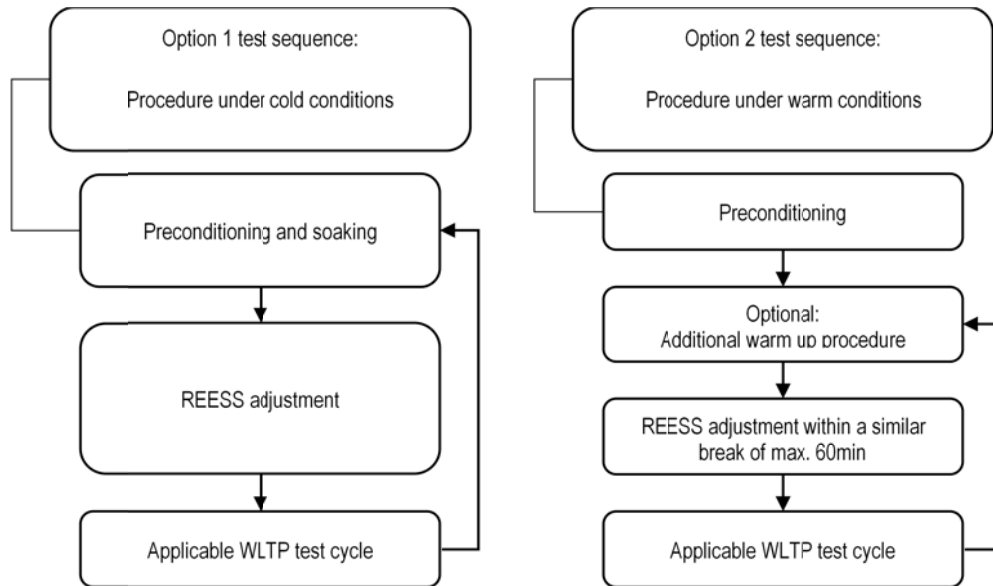 Option 1 test sequence:
Procedure under cold conditions
Preconditioning and soaking
REESS adjustment
Applicable WLTP test cycle
Option 2 test sequence:
Procedure under warm conditions
Preconditioning
Optional:
Additional warm up procedure
REESS adjustment within a similar
break of max. 60min
Applicable WLTP test cycle